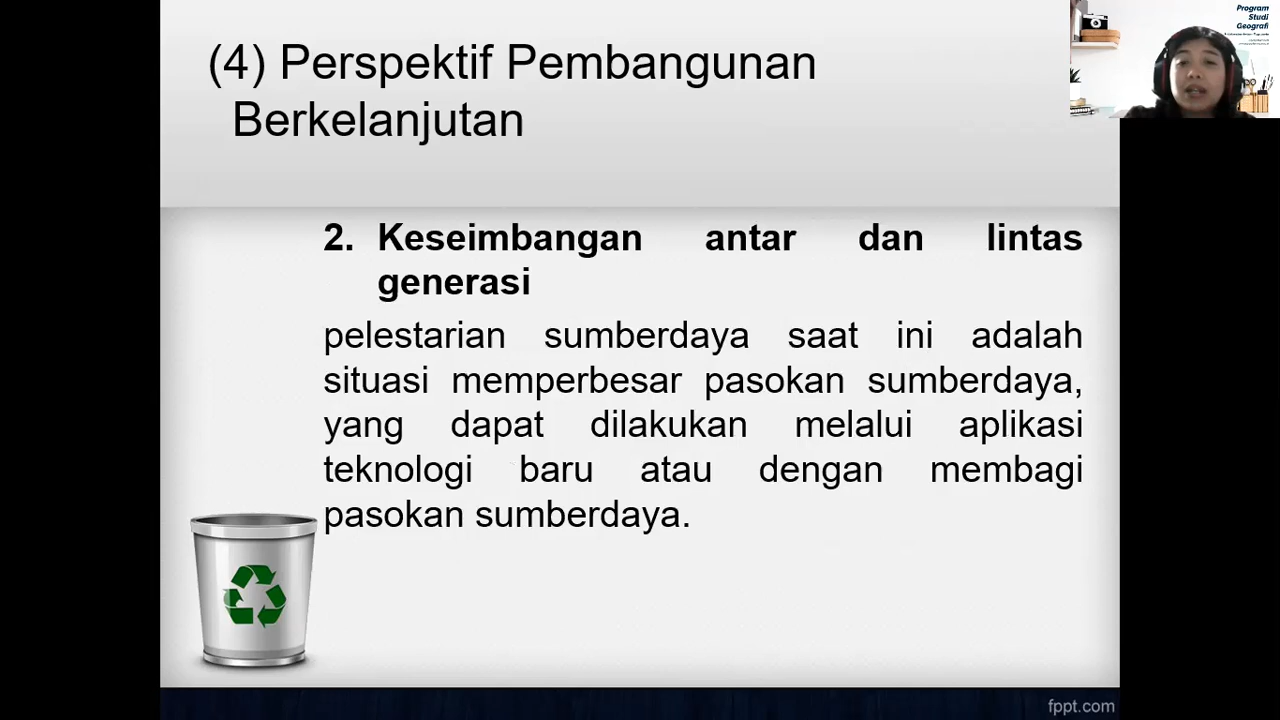 (4) Perspektif Pembangunan
Berkelanjutan
Program
Studi
Geografi
2. Keseimbangan antar dan lintas
generasi
pelestarian sumberdaya saat ini adalah
situasi memperbesar pasokan sumberdaya,
yang dapat dilakukan melalui aplikasi
teknologi baru atau dengan membagi
pasokan sumberdaya.
fppt.com